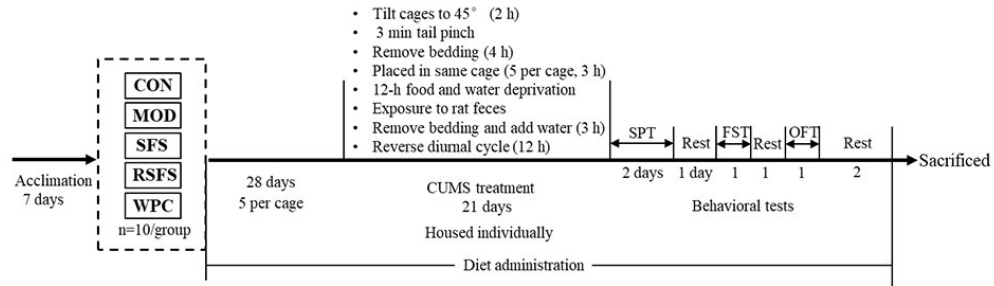 • Tilt cages to 45° (2 h)
• 3 min tail pinch
• Remove bedding (4 h)
• Placed in same cage (5 per cage, 3 h)
• 12-h food and water deprivation
• Exposure to rat feces
• Remove bedding and add water (3 h)
• Reverse diurnal cycle (12 h)
CON
MOD
SFS
RSFS
WPC
n=10/group
Acclimation
7 days
28 days
5 per cage
CUMS treatment
21 days
Housed individually
SPT
Rest
FST
Rest
OFT
Rest
2 days
1 day
1
1
1
2
Behavioral tests
Sacrificed
Diet administration